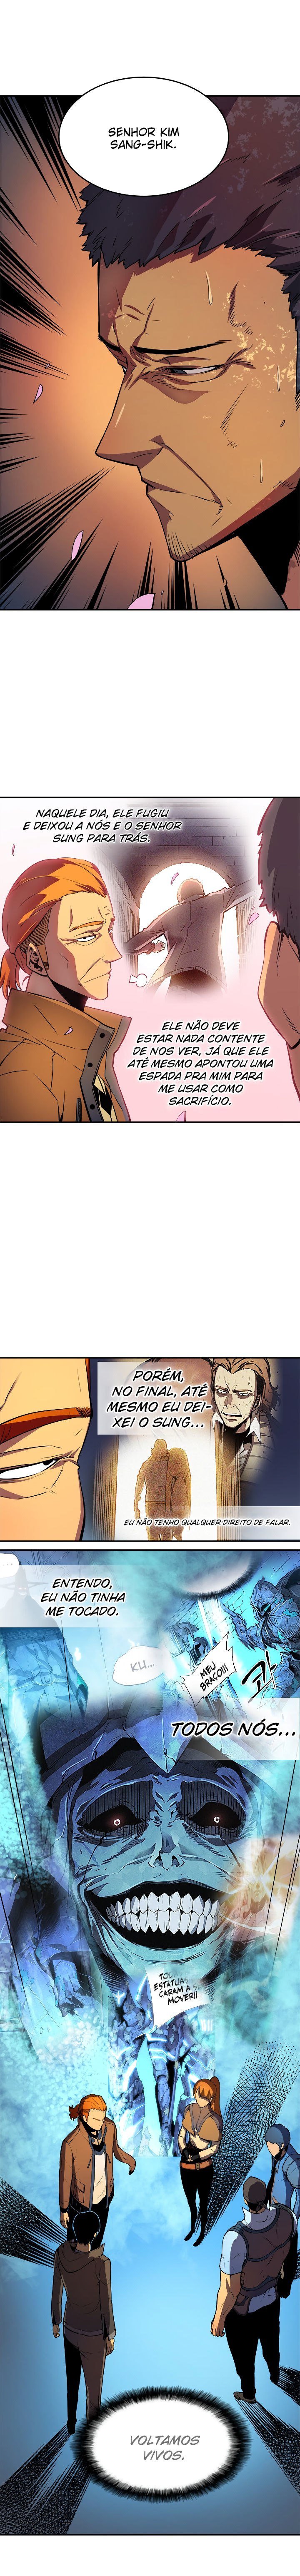 SENHOR KIM
SANG-SHIK.
NAQUELE DIA, ELE FUGIU
E DEIXOU A NÓS E O SENHOR
SUNG PARA TRÁS.
ELE NÃO DEVE
ESTAR NADA CONTENTE
DE NOS VER, JÁ QUE ELE
ATÉ MESMO APONTOU UMA
ESPADA PRA MIM PARA
ME USAR COMO
SACRIFÍCIO.
PORÉM,
NO FINAL, ATÉ
MESMO EU DEI-
XEI O SUNG...
EU NÃO TENHO QUALQUER DIREITO DE FALAR.
ENTENDO,
EU NÃO TINHA
ME TOCADO.
KU...
MEU
BRAÇO!!!
TODOS NÓS...
ESTATUA-
CARAM A
MOVER!!
VOLTAMOS
VIVOS.